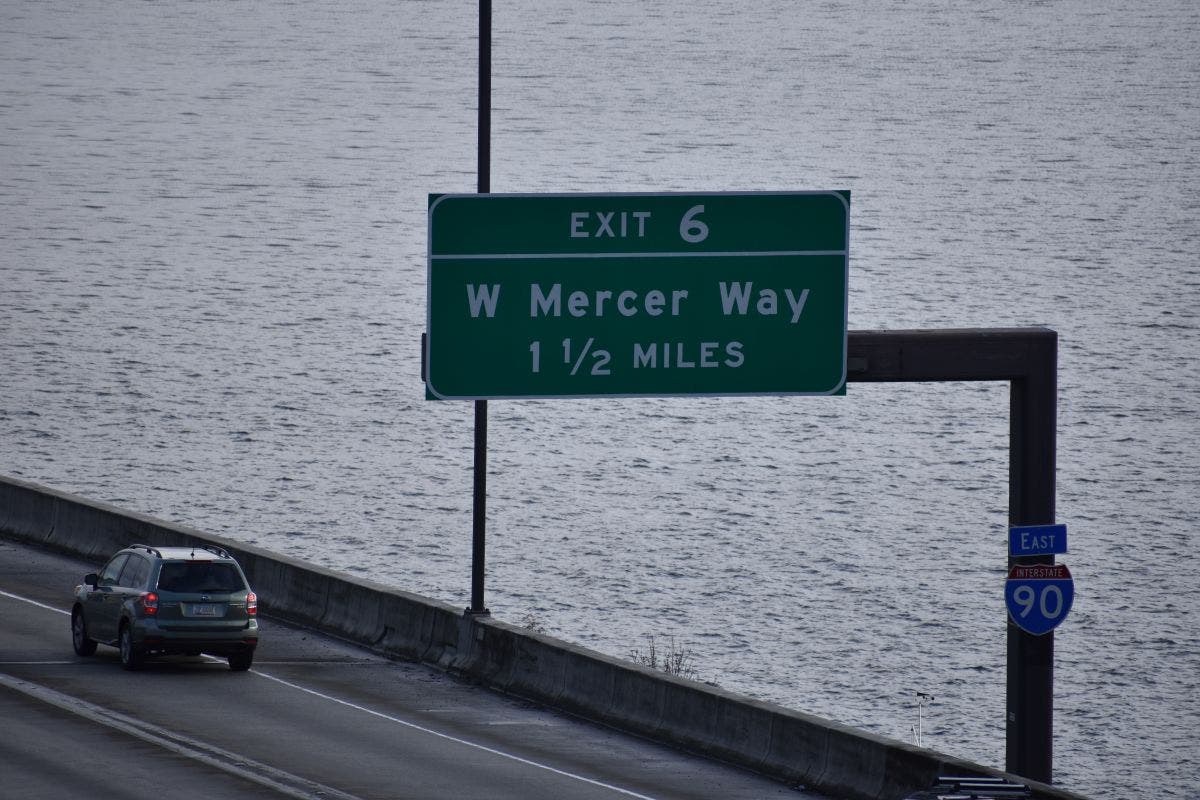 EXIT 6
W Mercer Way
1 1/2 MILES
EAST
INTERSTATE
90